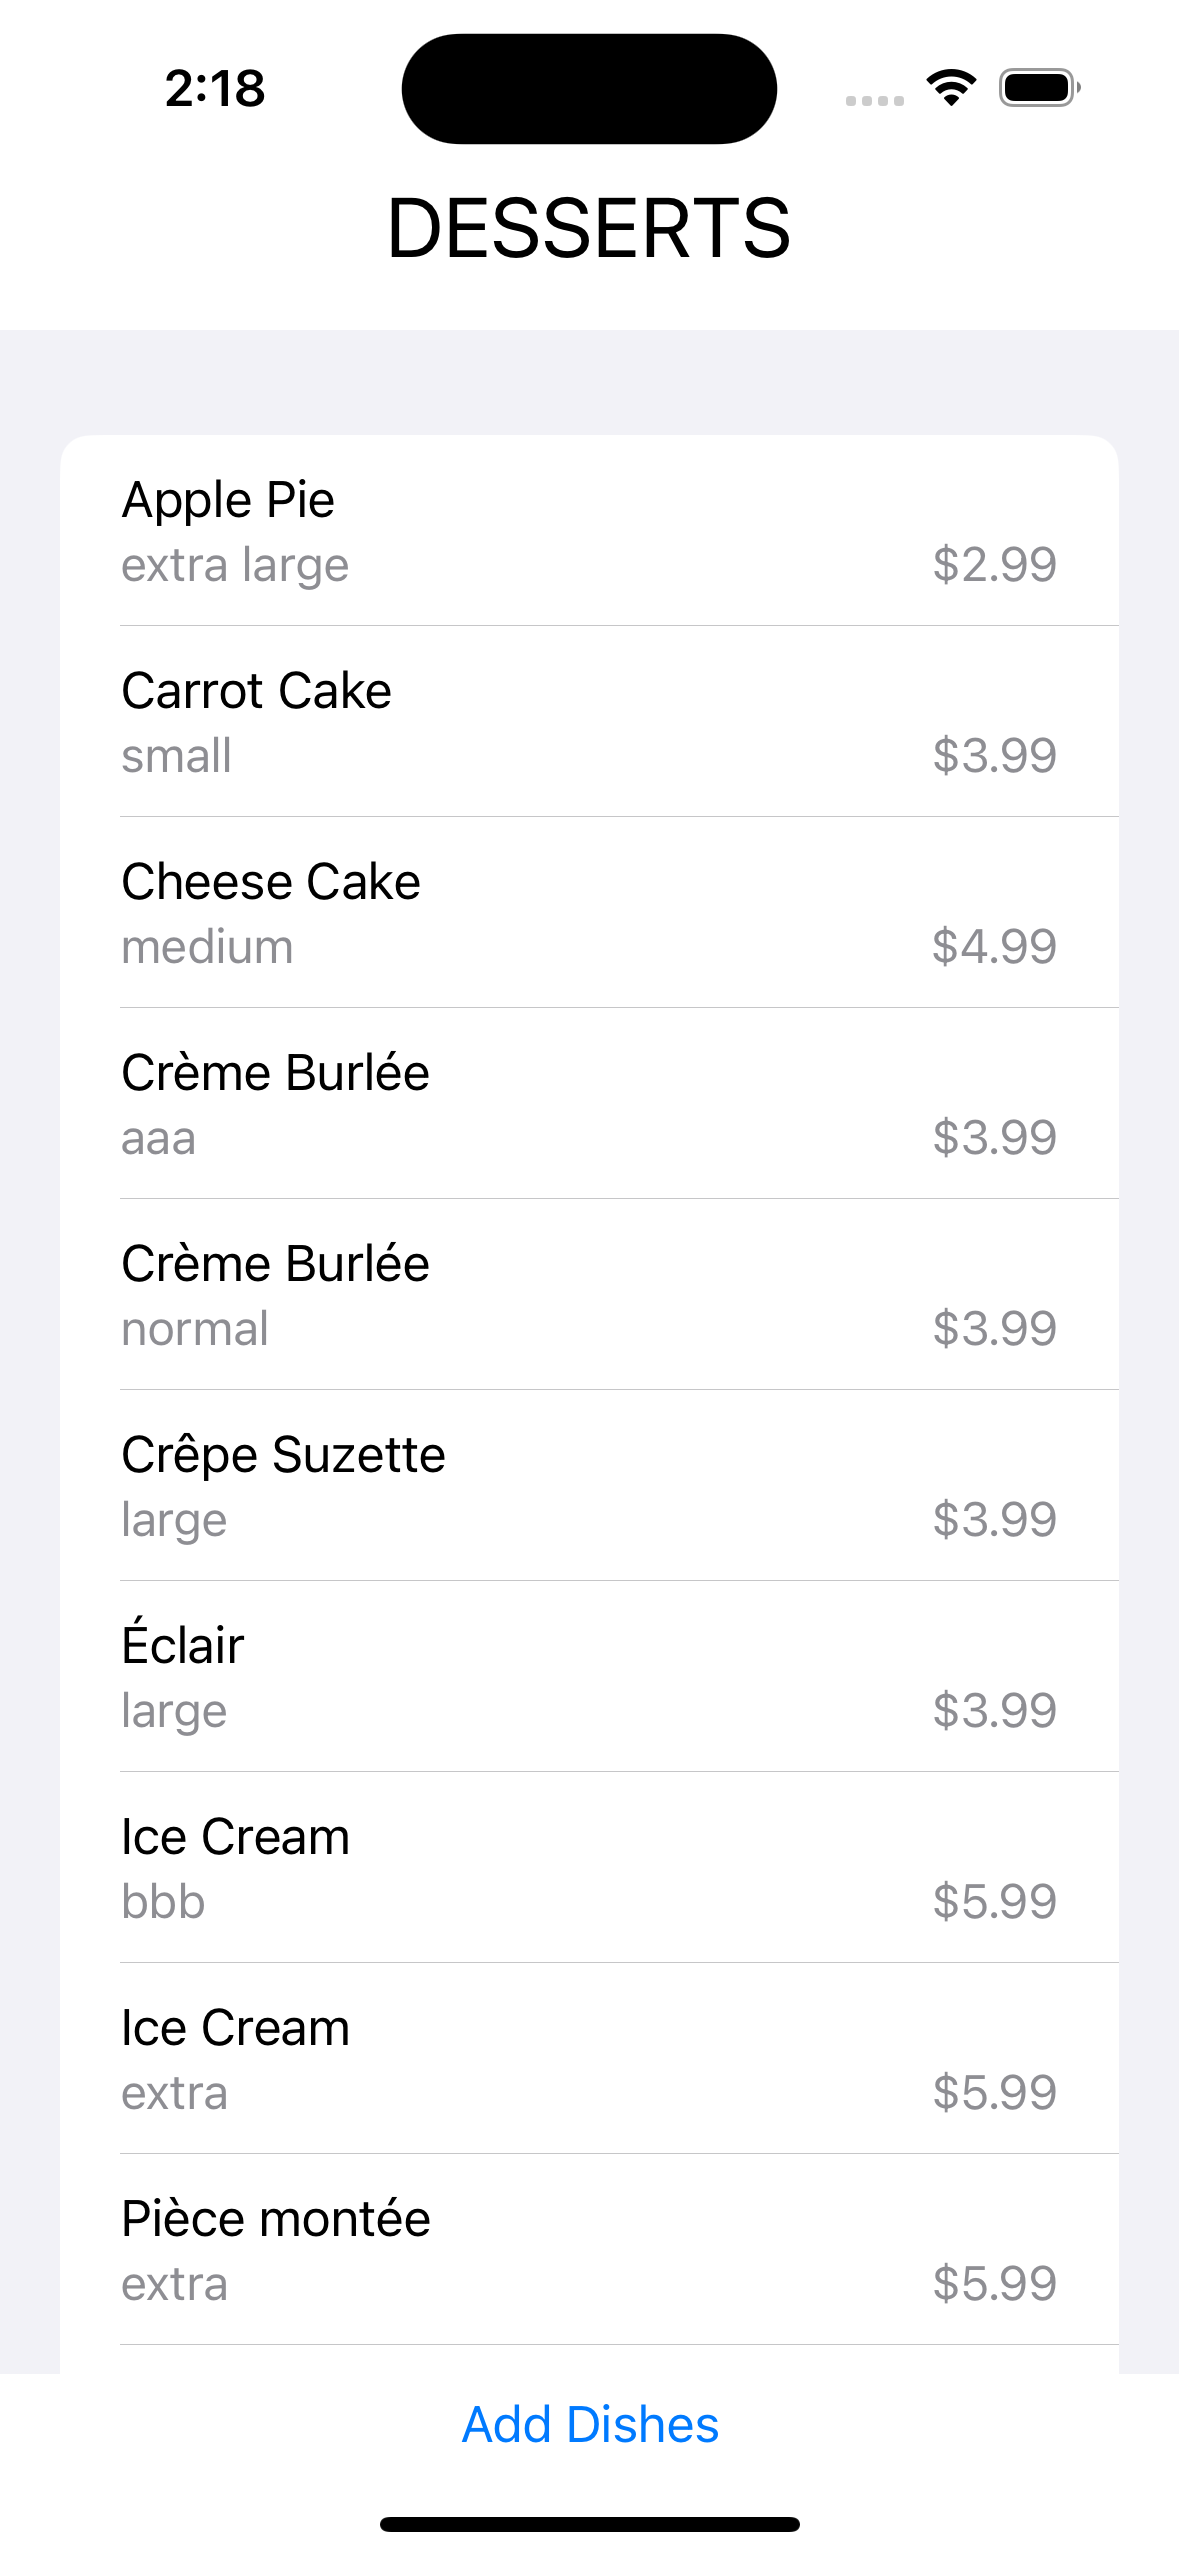 2:18
DESSERTS
Apple Pie
extra large $2.99
Carrot Cake
small $3.99
Cheese Cake
medium $4.99
Crème Burlée
aaa $3.99
Crème Burlée
normal $3.99
Crêpe Suzette
large $3.99
Éclair
large $3.99
Ice Cream
bbb $5.99
Ice Cream
extra $5.99
Pièce montée
extra $5.99
Add Dishes